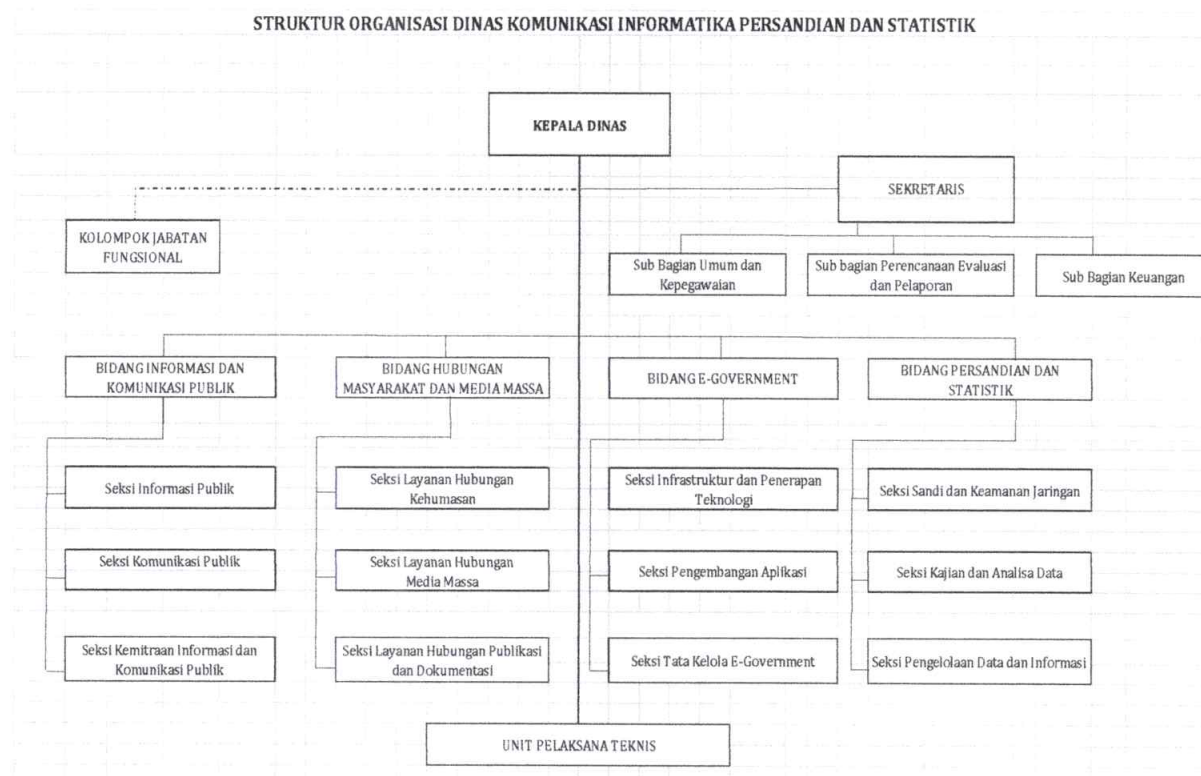 STRUKTUR ORGANISASI DINAS KOMUNIKASI INFORMATIKA PERSANDIAN DAN STATISTIK
KEPALA DINAS
SEKRETARIS
KOLOMPOK JABATAN
FUNGSIONAL
Sub Bagian Umum dan
Kepegawaian
Sub bagian Perencanaan Evaluasi
dan Pelaporan
Sub Bagian Keuangan
BIDANG INFORMASI DAN
KOMUNIKASI PUBLIK
BIDANG HUBUNGAN
MASYARAKAT DAN MEDIA MASSA
BIDANG E-GOVERNMENT
BIDANG PERSANDIAN DAN
STATISTIK
Seksi Informasi Publik
Seksi Layanan Hubungan
Kehumasan
Seksi Infrastruktur dan Penerapan
Teknologi
Seksi Sandi dan Keamanan Jaringan
Seksi Komunikasi Publik
Seksi Layanan Hubungan
Media Massa
Seksi Pengembangan Aplikasi
Seksi Kajian dan Analisa Data
Seksi Kemitraan Informasi dan
Komunikasi Publik
Seksi Layanan Hubungan Publikasi
dan Dokumentasi
Seksi Tata Kelola E-Government
Seksi Pengelolaan Data dan Informasi
UNIT PELAKSANA TEKNIS